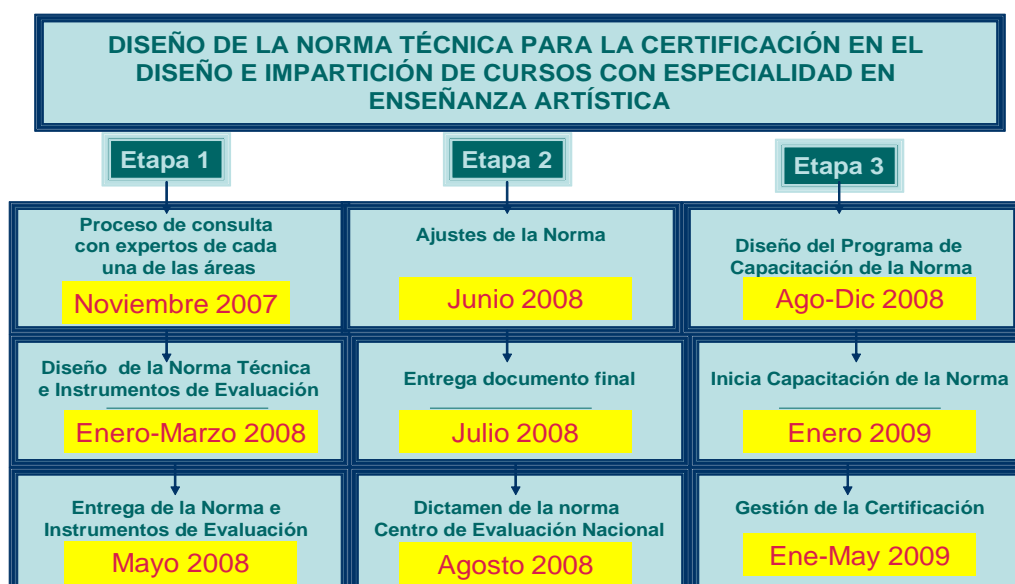 DISEÑO DE LA NORMA TÉCNICA PARA LA CERTIFICACIÓN EN EL
DISEÑO E IMPARTICIÓN DE CURSOS CON ESPECIALIDAD EN
ENSEÑANZA ARTÍSTICA
Etapa 1
Etapa 2
Etapa 3
Proceso de consulta
con expertos de cada
una de las áreas
Noviembre 2007
Ajustes de la Norma
Junio 2008
Diseño del Programa de
Capacitación de la Norma
Ago-Dic 2008
Diseño de la Norma Técnica
e Instrumentos de Evaluación
Enero-Marzo 2008
Entrega documento final
Julio 2008
Inicia Capacitación de la Norma
Enero 2009
Entrega de la Norma e
Instrumentos de Evaluación
Mayo 2008
Dictamen de la norma
Centro de Evaluación Nacional
Agosto 2008
Gestión de la Certificación
Ene-May 2009